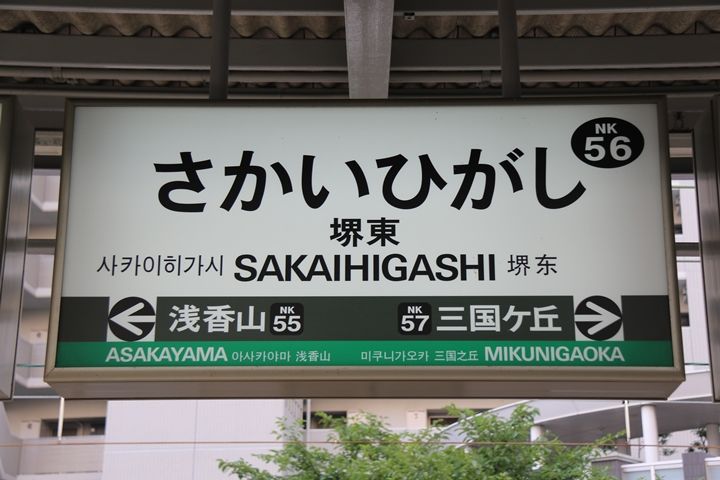 NK
56
さかいひがし
堺東
사카이히가시 SAKAIHIGASHI 堺东
浅香山 NK 55 NK 57 三国ケ丘
ASAKAYAMA 아사카야마 浅香山 미쿠니가오카 三国之丘 MIKUNIGAOKA